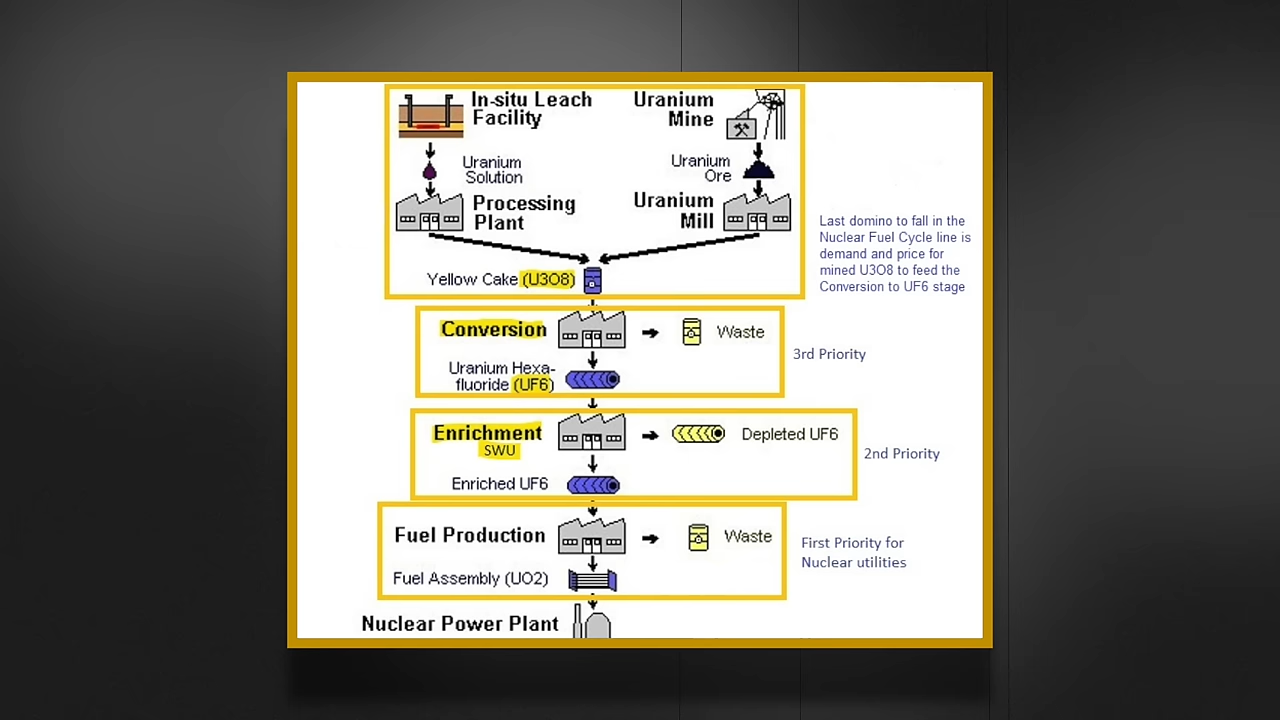 In-situ Leach
Facility
Uranium
Mine
Uranium
Solution
Uranium
Ore
Processing
Plant
Uranium
Mill
Last domino to fall in the
Nuclear Fuel Cycle line is
demand and price for
mined U3O8 to feed the
Conversion to UF6 stage
Yellow Cake (U3O8)
Conversion
Waste
3rd Priority
Uranium Hexa-
fluoride (UF6)
Enrichment
SWU
Depleted UF6
2nd Priority
Enriched UF6
Fuel Production
Waste
First Priority for
Nuclear utilities
Fuel Assembly (UO2)
Nuclear Power Plant